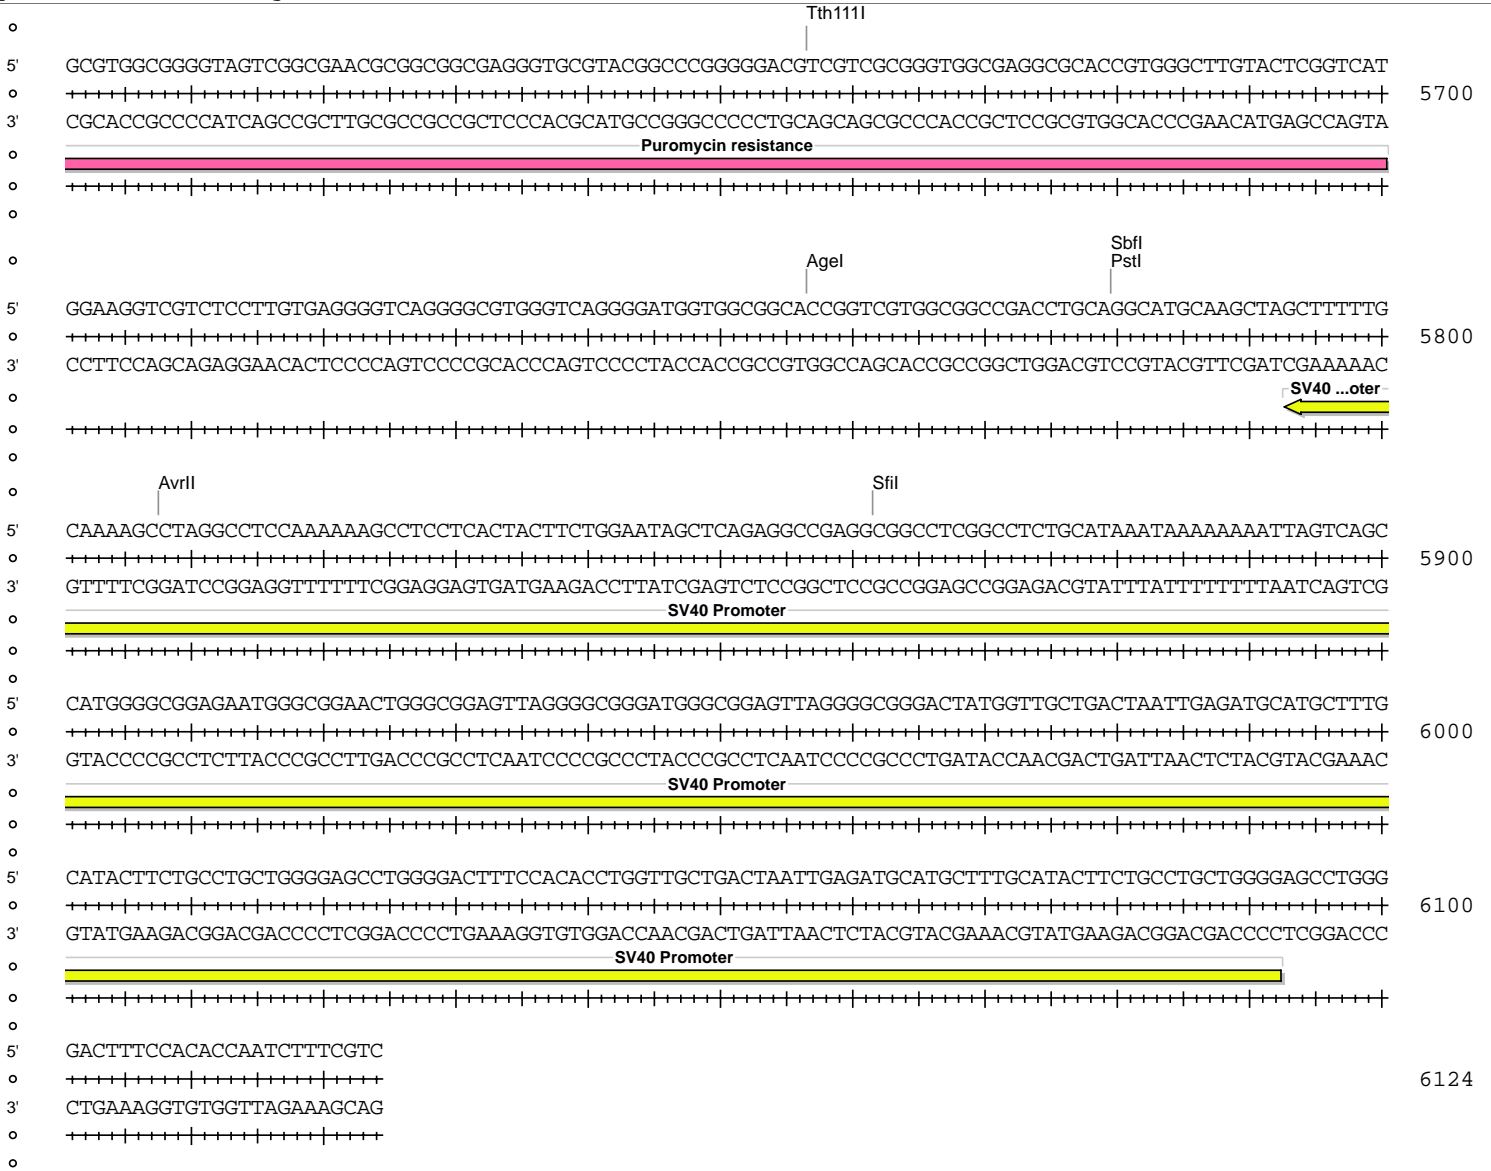 Tth111I
5' GCGTGGCGGGGTAGTCGGCGAACGCGGCGGCGAGGGTGCGTACGGCCCGGGGGACGTCGTCGCGGGTGGCGAGGCGCACCGTGGGCTTGTACTCGGTCAT
5700
3' CGCACCGCCCCATCAGCCGCTTGCGCCGCCGCTCCCACGCATGCCGGGCCCCCTGCAGCAGCGCCCACCGCTCCGCGTGGCACCCGAACATGAGCCAGTA
Puromycin resistance
SbfI
AgeI PstI
5' GGAAGGTCGTCTCCTTGTGAGGGGTCAGGGGCGTGGGTCAGGGGATGGTGGCGGCACCGGTCGTGGCGGCCGACCTGCAGGCATGCAAGCTAGCTTTTTG
5800
3' CCTTCCAGCAGAGGAACACTCCCCAGTCCCCGCACCCAGTCCCCTACCACCGCCGTGGCCAGCACCGCCGGCTGGACGTCCGTACGTTCGATCGAAAAAC
SV40 ...oter
AvrII SfiI
5' CAAAAGCCTAGGCCTCCAAAAAAGCCTCCTCACTACTTCTGGAATAGCTCAGAGGCCGAGGCGGCCTCGGCCTCTGCATAAATAAAAAAAATTAGTCAGC
5900
3' GTTTTCGGATCCGGAGGTTTTTTCGGAGGAGTGATGAAGACCTTATCGAGTCTCCGGCTCCGCCGGAGCCGGAGACGTATTTATTTTTTTTAATCAGTCG
SV40 Promoter
5' CATGGGGCGGAGAATGGGCGGAACTGGGCGGAGTTAGGGGCGGGATGGGCGGAGTTAGGGGCGGGACTATGGTTGCTGACTAATTGAGATGCATGCTTTG
6000
3' GTACCCCGCCTCTTACCCGCCTTGACCCGCCTCAATCCCCGCCCTACCCGCCTCAATCCCCGCCCTGATACCAACGACTGATTAACTCTACGTACGAAAC
SV40 Promoter
5' CATACTTCTGCCTGCTGGGGAGCCTGGGGACTTTCCACACCTGGTTGCTGACTAATTGAGATGCATGCTTTGCATACTTCTGCCTGCTGGGGAGCCTGGG
6100
3' GTATGAAGACGGACGACCCCTCGGACCCCTGAAAGGTGTGGACCAACGACTGATTAACTCTACGTACGAAACGTATGAAGACGGACGACCCCTCGGACCC
SV40 Promoter
5' GACTTTCCACACCAATCTTTCGTC
6124
3' CTGAAAGGTGTGGTTAGAAAGCAG